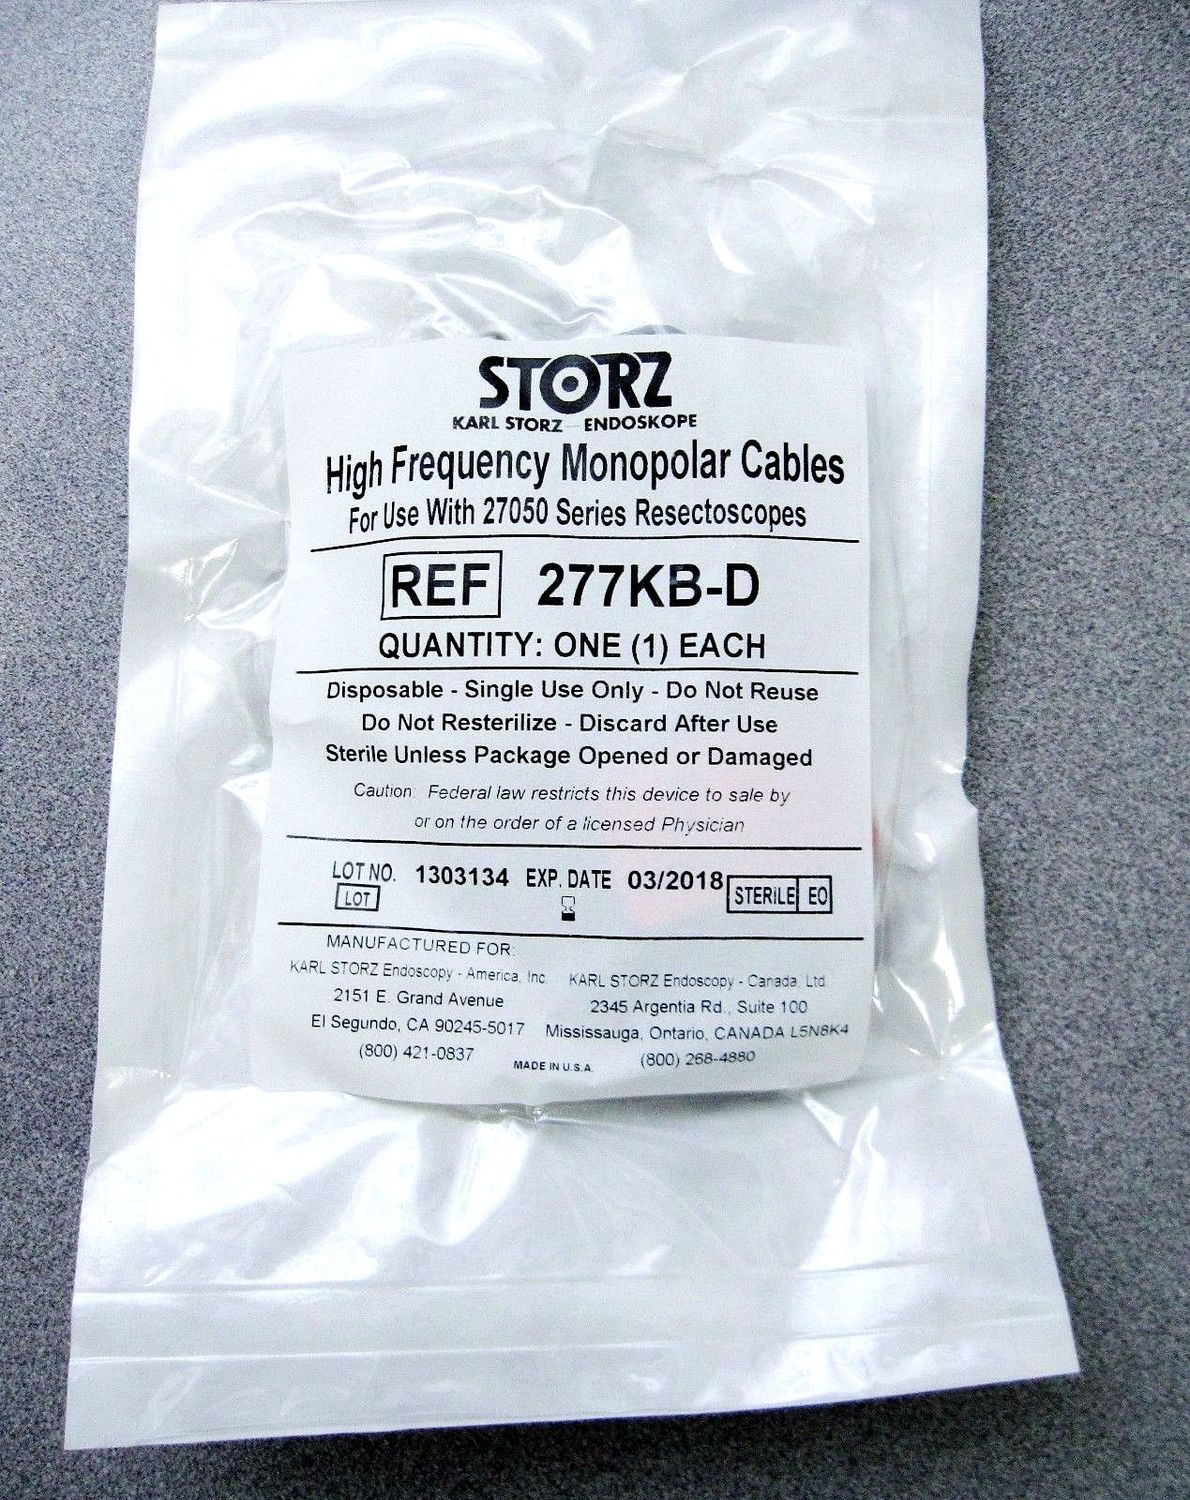 STORZ
KARL STORZ - ENDOSKOPE
High Frequency Monopolar Cables
For Use With 27050 Series Resectoscopes
REF 277KB-D
QUANTITY: ONE (1) EACH
Disposable - Single Use Only - Do Not Reuse
Do Not Resterilize - Discard After Use
Sterile Unless Package Opened or Damaged
Caution: Federal law restricts this device to sale by
or on the order of a licensed Physician
LOT NO. 1303134 EXP. DATE 03/2018
LOT STERILE EO
MANUFACTURED FOR:
KARL STORZ Endoscopy - America, Inc.
2151 E. Grand Avenue
El Segundo, CA 90245-5017
(800) 421-0837
KARL STORZ Endoscopy - Canada, Ltd.
2345 Argentia Rd., Suite 100
Mississauga, Ontario, CANADA L5N8K4
(800) 268-4880
MADE IN U.S.A.